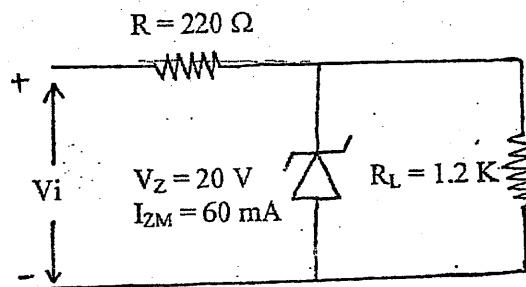 R = 220 Ω
+
Vi
V_Z = 20 V
I_ZM = 60 mA
R_L = 1.2 K
-